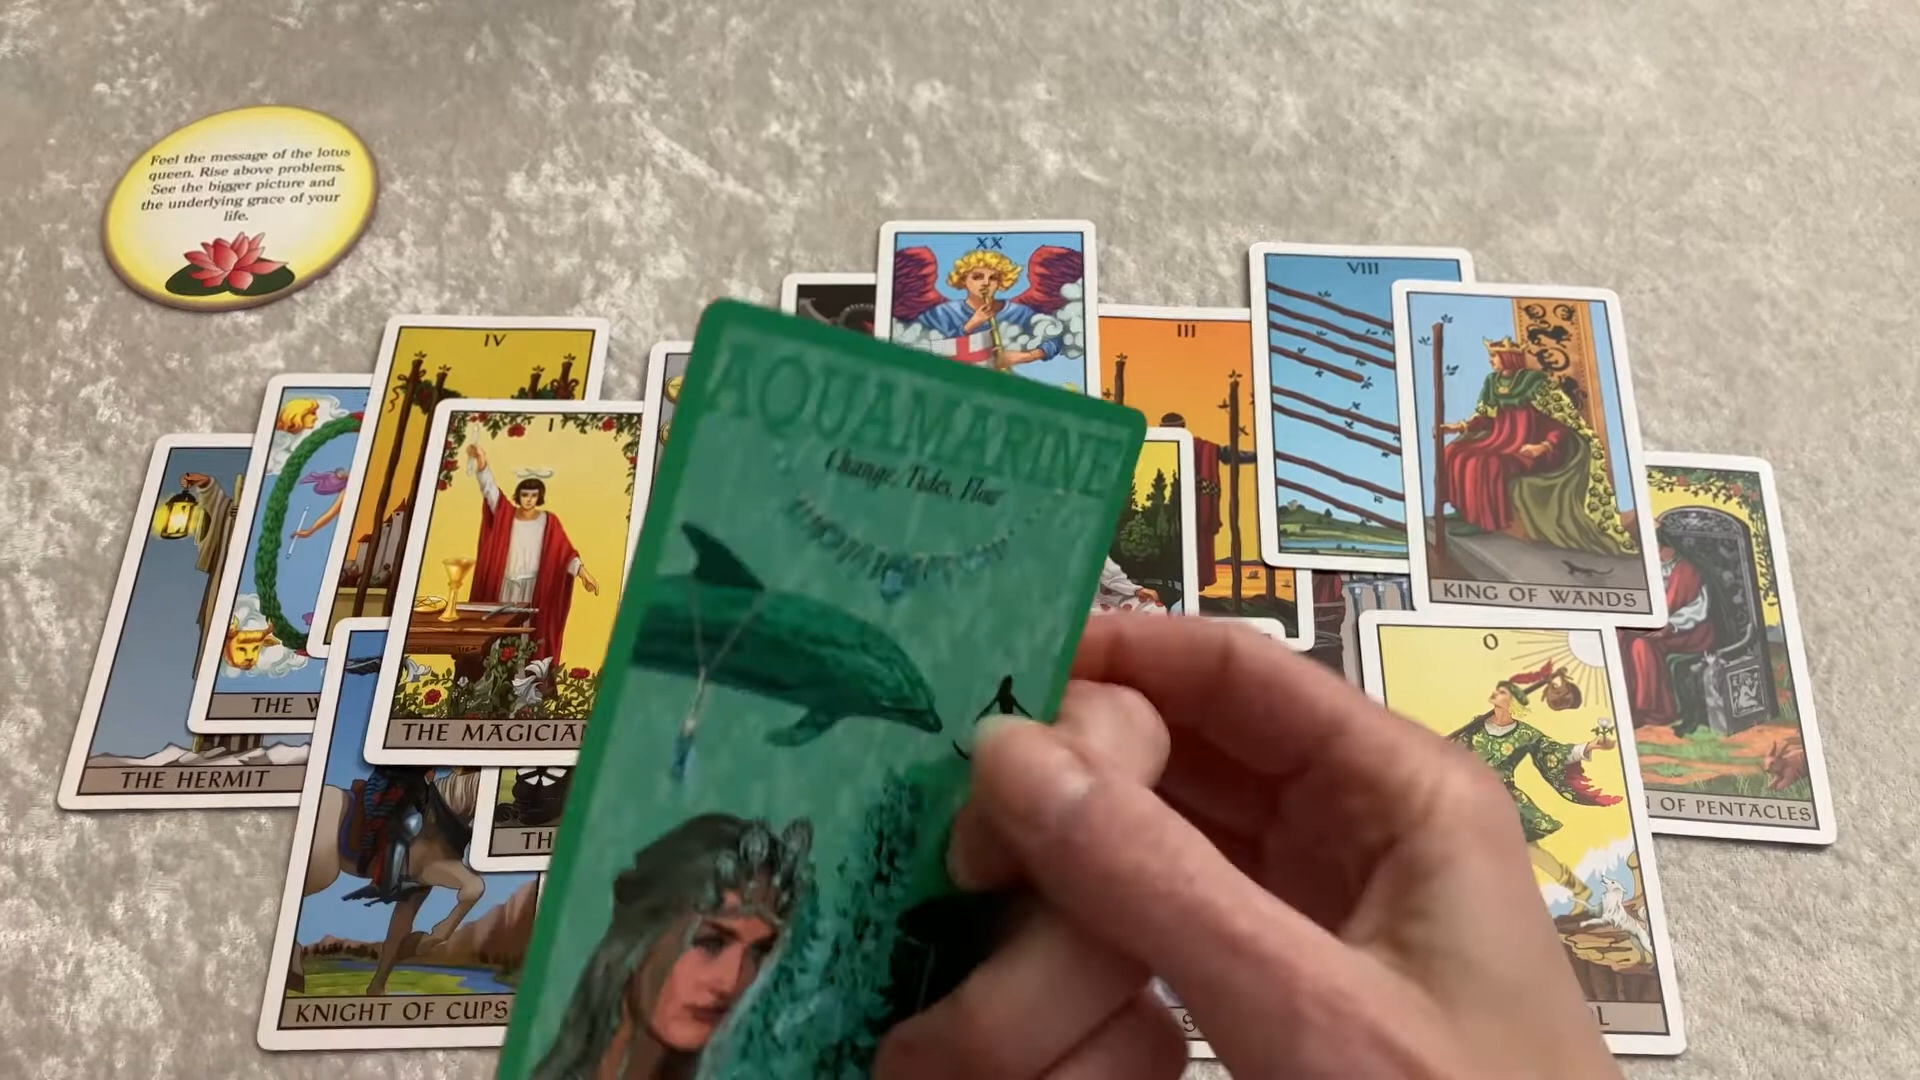 Feel the message of the lotus
queen. Rise above problems.
See the bigger picture and
the underlying grace of your
life.
XX
VIII
III
IV
I
AQUAMARINE
Change, Tides, Flow
KING OF WANDS
O
THE W
THE MAGICIAN
THE HERMIT
N OF PENTACLES
TH
KNIGHT OF CUPS
S
L